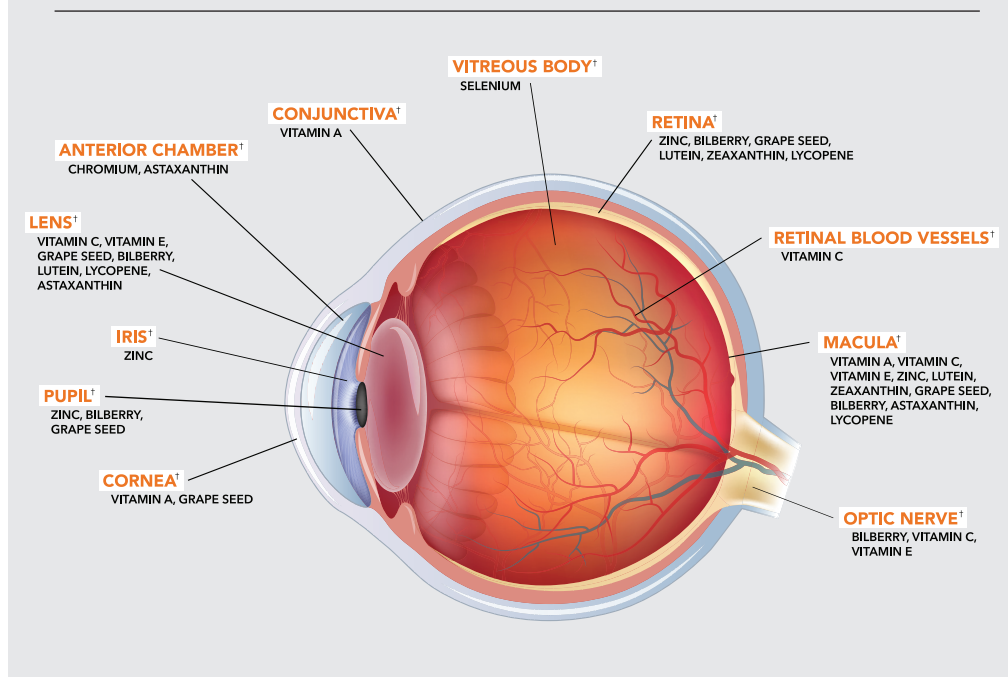 VITREOUS BODY†
SELENIUM
CONJUNCTIVA†
VITAMIN A
RETINA†
ZINC, BILBERRY, GRAPE SEED,
LUTEIN, ZEAXANTHIN, LYCOPENE
ANTERIOR CHAMBER†
CHROMIUM, ASTAXANTHIN
LENS†
VITAMIN C, VITAMIN E,
GRAPE SEED, BILBERRY,
LUTEIN, LYCOPENE,
ASTAXANTHIN
RETINAL BLOOD VESSELS†
VITAMIN C
IRIS†
ZINC
MACULA†
VITAMIN A, VITAMIN C,
VITAMIN E, ZINC, LUTEIN,
ZEAXANTHIN, GRAPE SEED,
BILBERRY, ASTAXANTHIN,
LYCOPENE
PUPIL†
ZINC, BILBERRY,
GRAPE SEED
CORNEA†
VITAMIN A, GRAPE SEED
OPTIC NERVE†
BILBERRY, VITAMIN C,
VITAMIN E